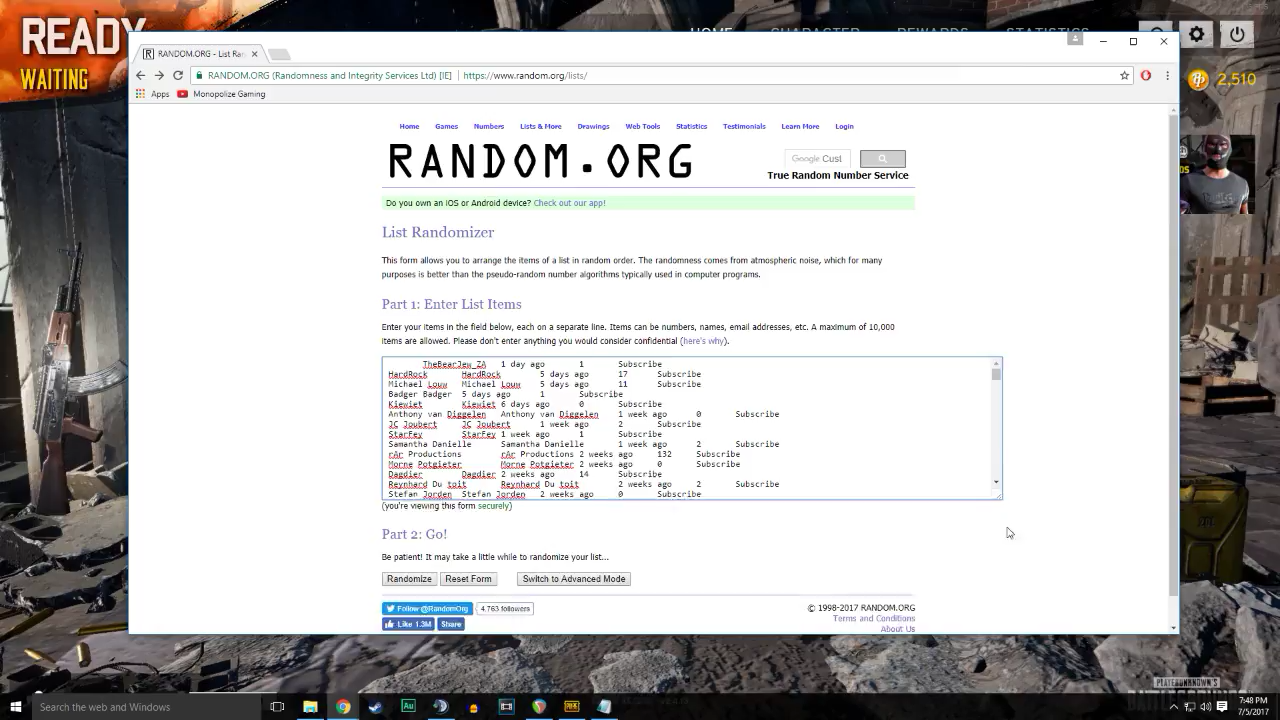 READY
WAITING
HOME CHARACTER REWARDS STATISTICS
2,510
RANDOM.ORG - List Ran
RANDOM.ORG (Randomness and Integrity Services Ltd) [IE] https://www.random.org/lists/
Apps Monopolize Gaming
Home Games Numbers Lists & More Drawings Web Tools Statistics Testimonials Learn More Login
RANDOM.ORG
Google Cust
True Random Number Service
Do you own an iOS or Android device? Check out our app!
List Randomizer
This form allows you to arrange the items of a list in random order. The randomness comes from atmospheric noise, which for many
purposes is better than the pseudo-random number algorithms typically used in computer programs.
Part 1: Enter List Items
Enter your items in the field below, each on a separate line. Items can be numbers, names, email addresses, etc. A maximum of 10,000
items are allowed. Please don't enter anything you would consider confidential (here's why).
TheBearJew_ZA 1 day ago 1 Subscribe
HardRock HardRock 5 days ago 17 Subscribe
Michael Louw Michael Louw 5 days ago 11 Subscribe
Badger Badger 5 days ago 1 Subscribe
Kiewiet Kiewiet 6 days ago 0 Subscribe
Anthony van Diggelen Anthony van Diggelen 1 week ago 0 Subscribe
JC Joubert JC Joubert 1 week ago 2 Subscribe
StarFey StarFey 1 week ago 1 Subscribe
Samantha Danielle Samantha Danielle 1 week ago 2 Subscribe
rAr Productions rAr Productions 2 weeks ago 132 Subscribe
Morne Potgieter Morne Potgieter 2 weeks ago 0 Subscribe
Dagdier Dagdier 2 weeks ago 14 Subscribe
Reynhard Du toit Reynhard Du toit 2 weeks ago 2 Subscribe
Stefan Jorden Stefan Jorden 2 weeks ago 0 Subscribe
(you're viewing this form securely)
Part 2: Go!
Be patient! It may take a little while to randomize your list...
Randomize Reset Form Switch to Advanced Mode
Follow @RandomOrg 4,763 followers
Like 1.3M Share
© 1998-2017 RANDOM.ORG
Terms and Conditions
About Us
PLAYERUNKNOWN'S
Search the web and Windows
7:48 PM
7/5/2017